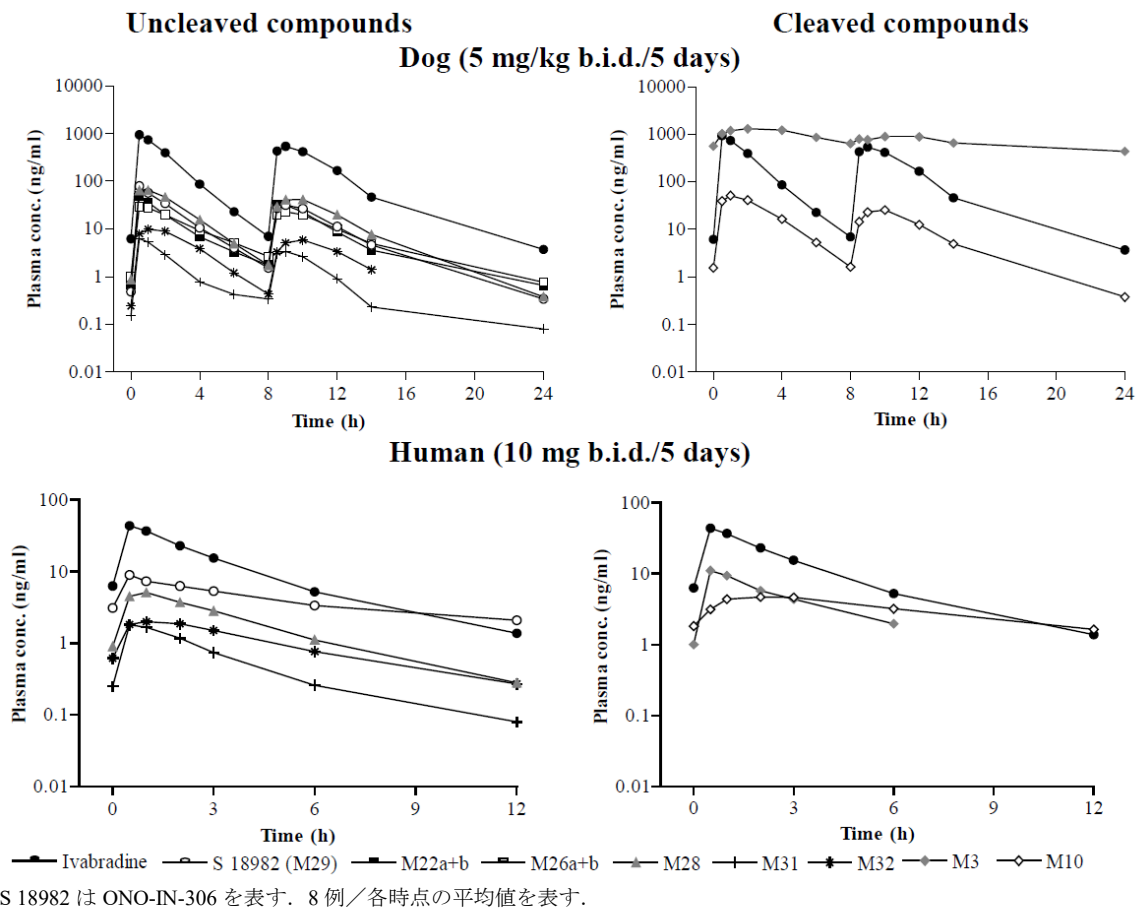 Uncleaved compounds
Cleaved compounds
Dog (5 mg/kg b.i.d./5 days)
Plasma conc. (ng/ml)
10000
1000
100
10
1
0.1
0.01
0 4 8 12 16 20 24
Time (h)
Plasma conc. (ng/ml)
10000
1000
100
10
1
0.1
0.01
0 4 8 12 16 20 24
Time (h)
Human (10 mg b.i.d./5 days)
Plasma conc. (ng/ml)
100
10
1
0.1
0.01
0 3 6 9 12
Time (h)
Plasma conc. (ng/ml)
100
10
1
0.1
0.01
0 3 6 9 12
Time (h)
Ivabradine S 18982 (M29) M22a+b M26a+b M28 M31 M32 M3 M10
S 18982 は ONO-IN-306 を表す．8 例／各時点の平均値を表す．